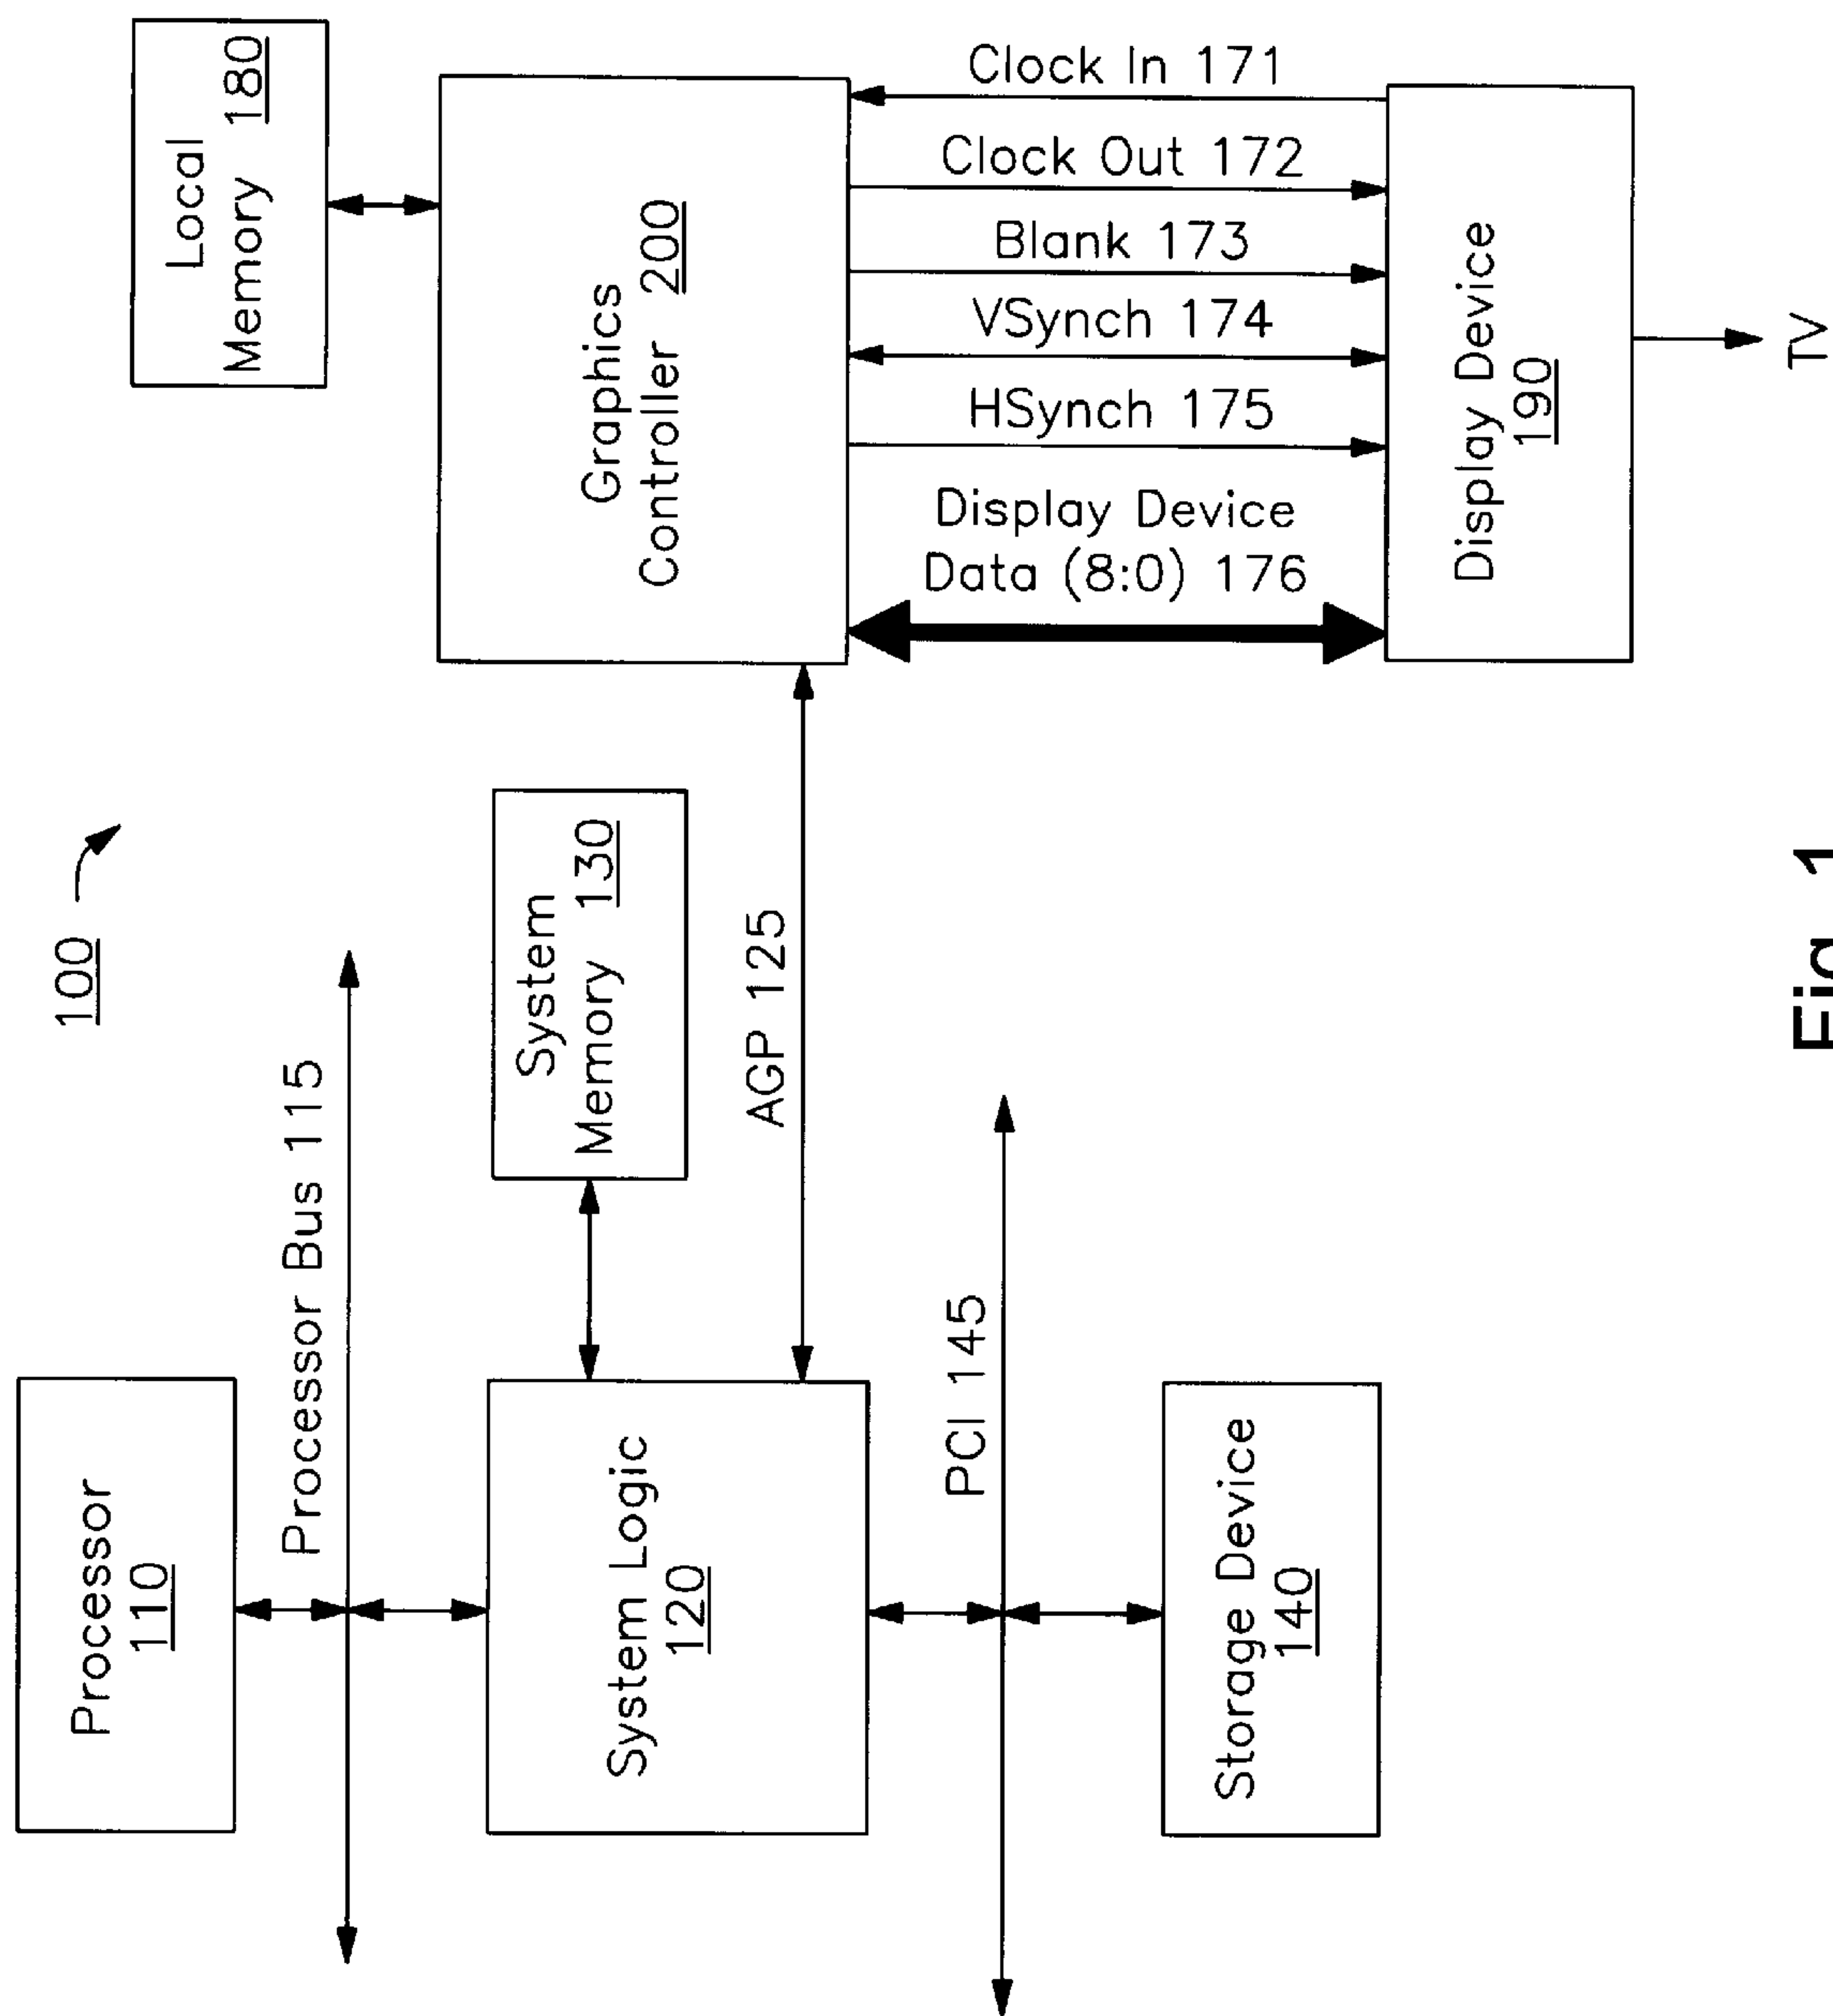 100
Processor
110
Processor Bus 115
System Logic
120
System
Memory 130
AGP 125
PCI 145
Storage Device
140
Local
Memory 180
Graphics
Controller 200
Clock In 171
Clock Out 172
Blank 173
VSynch 174
HSynch 175
Display Device
Data (8:0) 176
Display Device
190
TV
Fig. 1